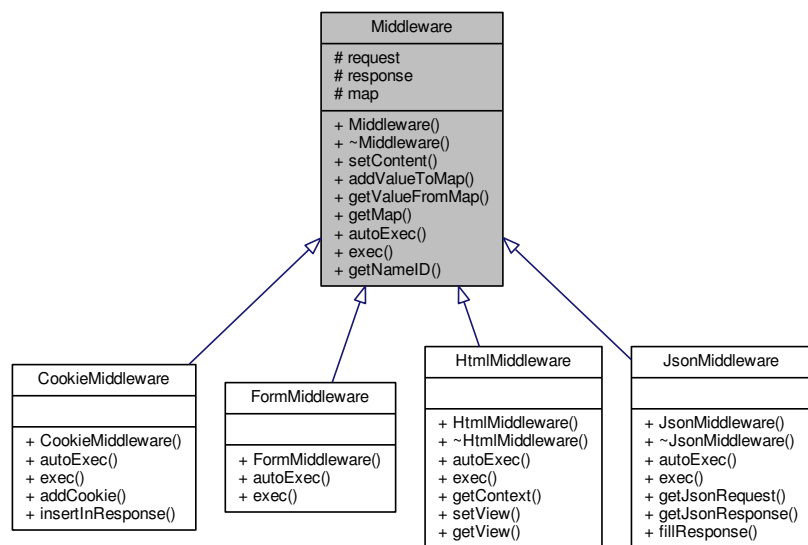 Middleware
# request
# response
# map
+ Middleware()
+ ~Middleware()
+ setContent()
+ addValueToMap()
+ getValueFromMap()
+ getMap()
+ autoExec()
+ exec()
+ getNameID()
CookieMiddleware
+ CookieMiddleware()
+ autoExec()
+ exec()
+ addCookie()
+ insertInResponse()
FormMiddleware
+ FormMiddleware()
+ autoExec()
+ exec()
HtmlMiddleware
+ HtmlMiddleware()
+ ~HtmlMiddleware()
+ autoExec()
+ exec()
+ getContext()
+ setView()
+ getView()
JsonMiddleware
+ JsonMiddleware()
+ ~JsonMiddleware()
+ autoExec()
+ exec()
+ getJsonRequest()
+ getJsonResponse()
+ fillResponse()